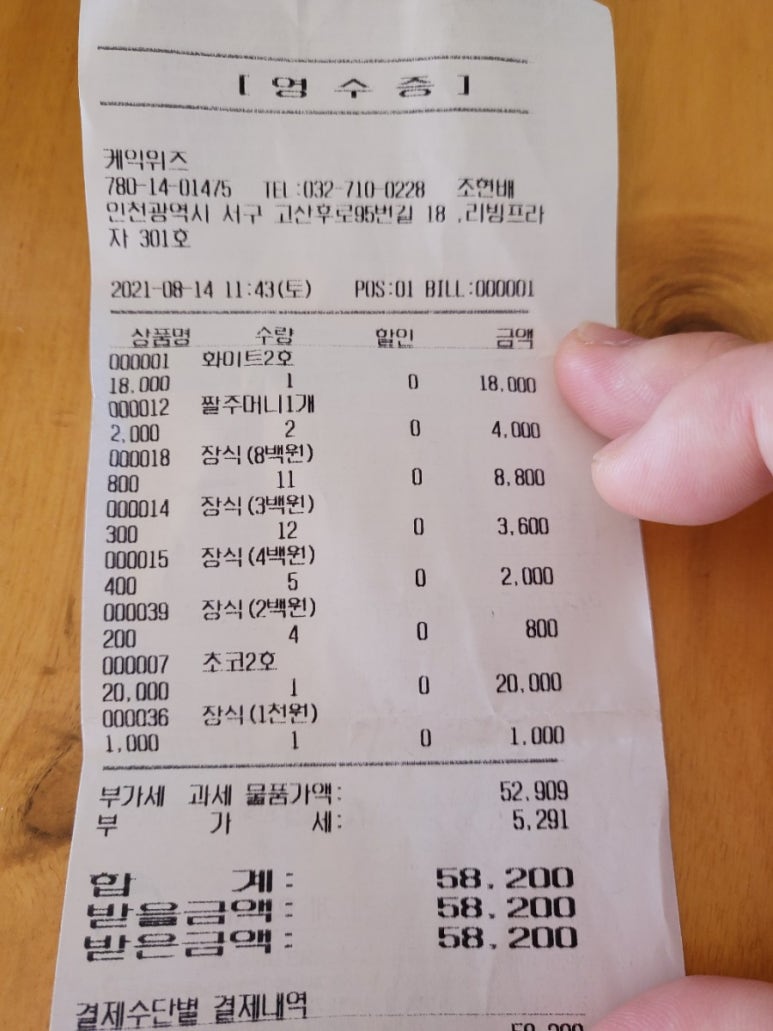 [ 영 수 증 ]
케익위즈
780-14-01475 TEL:032-710-0228 조현배
인천광역시 서구 고산후로95번길 18 ,리빙프라
자 301호
2021-08-14 11:43(토) POS:01 BILL:000001
상품명 수량 할인 금액
000001 화이트2호
18,000 1 0 18,000
000012 짤주머니1개
2,000 2 0 4,000
000018 장식(8백원)
800 11 0 8,800
000014 장식(3백원)
300 12 0 3,600
000015 장식(4백원)
400 5 0 2,000
000039 장식(2백원)
200 4 0 800
000007 초코2호
20,000 1 0 20,000
000036 장식(1천원)
1,000 1 0 1,000
부가세 과세 물품가액: 52,909
부 가 세: 5,291
합 계: 58,200
받을금액: 58,200
받은금액: 58,200
결제수단별 결제내역